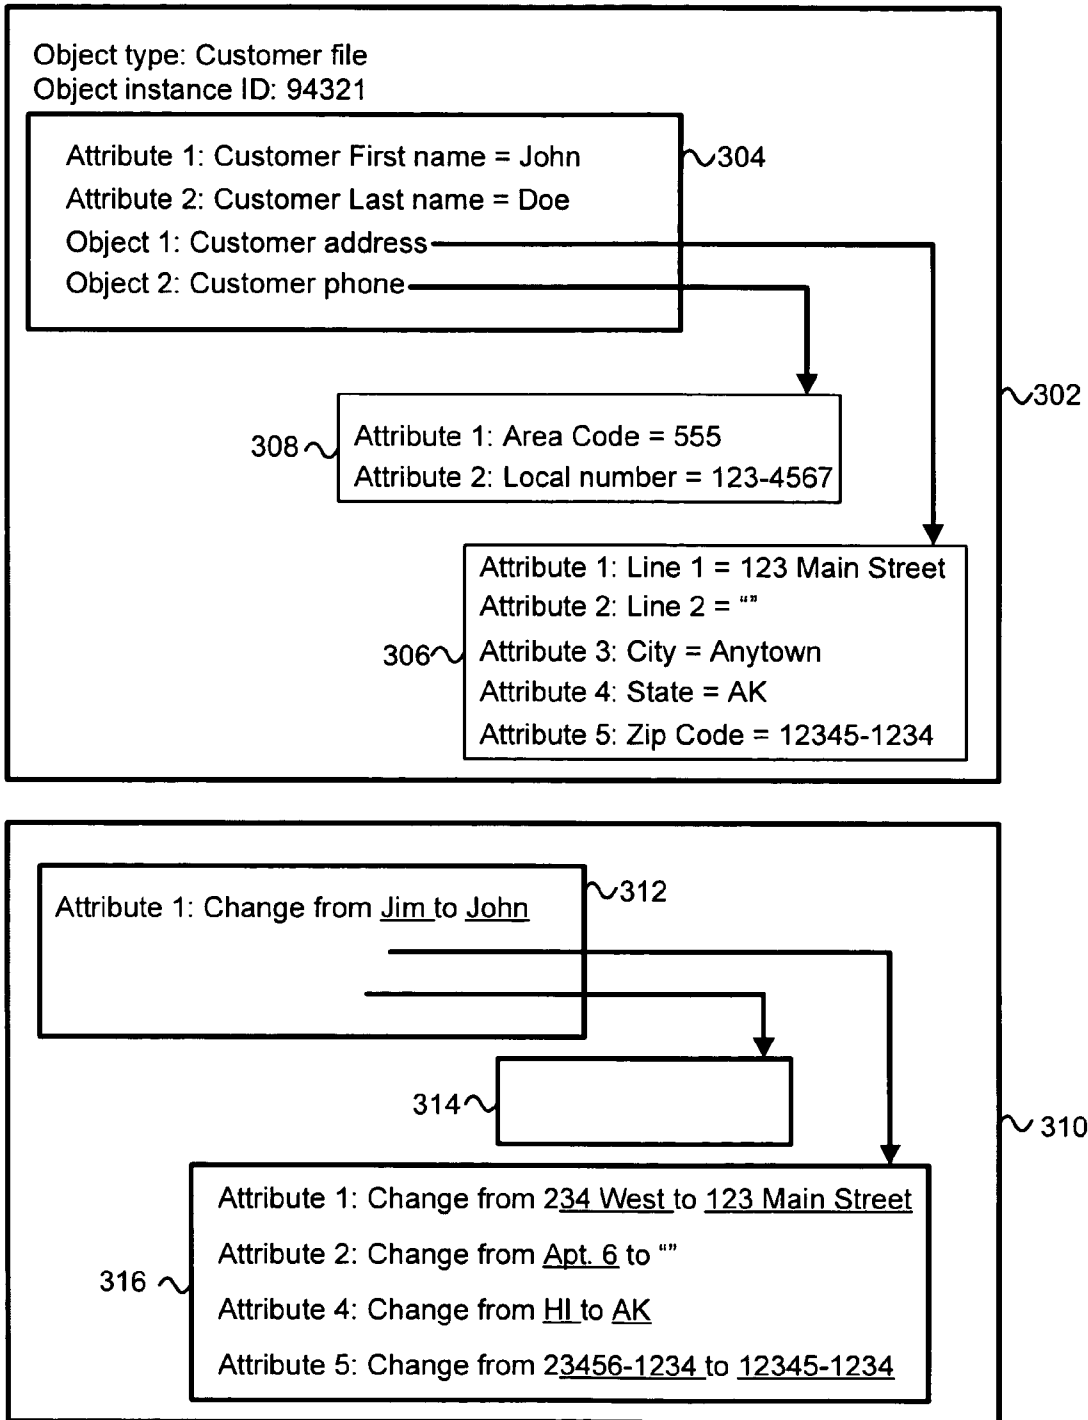 Object type: Customer file
Object instance ID: 94321
Attribute 1: Customer First name = John
304
Attribute 2: Customer Last name = Doe
Object 1: Customer address
Object 2: Customer phone
302
308
Attribute 1: Area Code = 555
Attribute 2: Local number = 123-4567
306
Attribute 1: Line 1 = 123 Main Street
Attribute 2: Line 2 = “”
Attribute 3: City = Anytown
Attribute 4: State = AK
Attribute 5: Zip Code = 12345-1234
312
Attribute 1: Change from Jim to John
314
310
Attribute 1: Change from 234 West to 123 Main Street
Attribute 2: Change from Apt. 6 to “”
316
Attribute 4: Change from HI to AK
Attribute 5: Change from 23456-1234 to 12345-1234